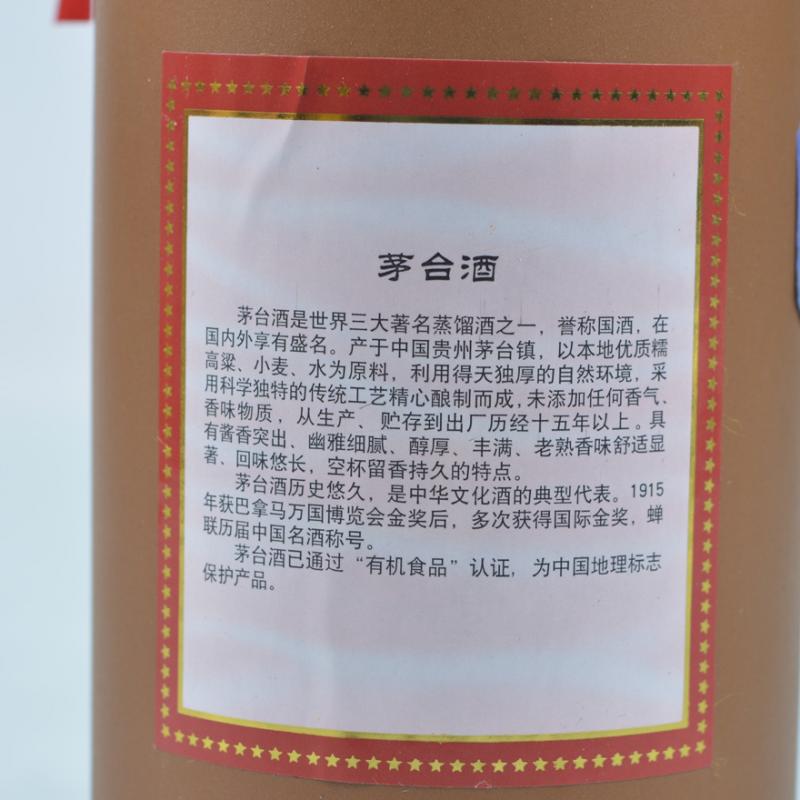 茅台酒
茅台酒是世界三大著名蒸馏酒之一，誉称国酒，在
国内外享有盛名。产于中国贵州茅台镇，以本地优质糯
高粱、小麦、水为原料，利用得天独厚的自然环境，采
用科学独特的传统工艺精心酿制而成，未添加任何香气、
香味物质，从生产、贮存到出厂历经十五年以上。具
有酱香突出、幽雅细腻、醇厚、丰满、老熟香味舒适显
著、回味悠长，空杯留香持久的特点。
茅台酒历史悠久，是中华文化酒的典型代表。1915
年获巴拿马万国博览会金奖后，多次获得国际金奖，蝉
联历届中国名酒称号。
茅台酒已通过“有机食品”认证，为中国地理标志
保护产品。